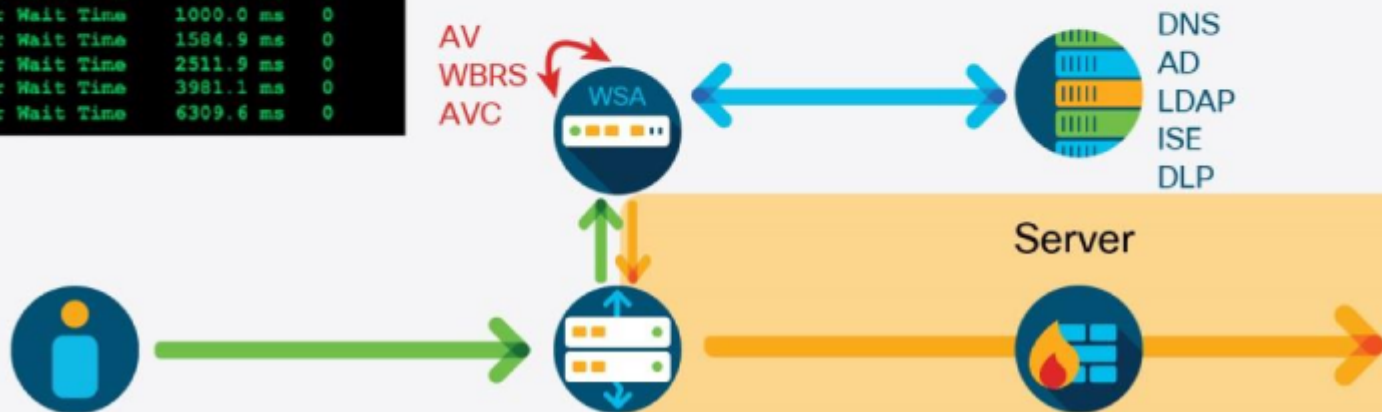 Wait Time 1000.0 ms 0
Wait Time 1584.9 ms 0
Wait Time 2511.9 ms 0
Wait Time 3981.1 ms 0
Wait Time 6309.6 ms 0
AV
WBRS
AVC
WSA
DNS
AD
LDAP
ISE
DLP
Server